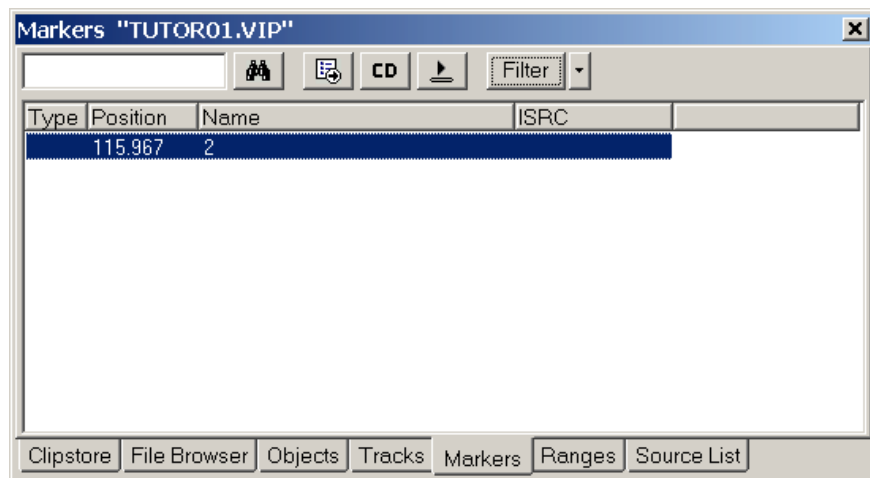 Markers "TUTOR01.VIP"
CD Filter
Type Position Name ISRC
115.967 2
Clipstore File Browser Objects Tracks Markers Ranges Source List